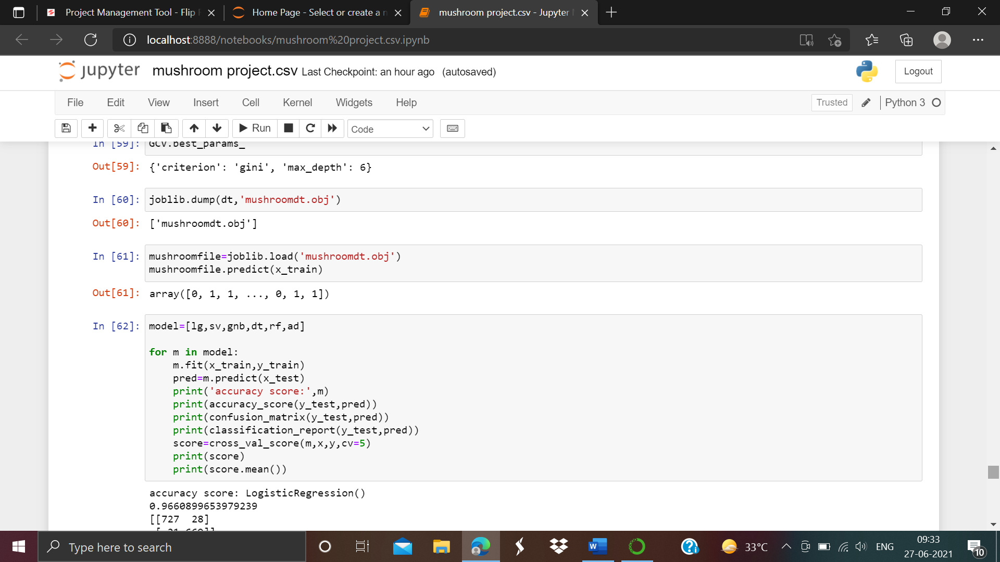 Project Management Tool - Flip
Home Page - Select or create a n
mushroom project.csv - Jupyter
localhost:8888/notebooks/mushroom%20project.csv.ipynb
jupyter mushroom project.csv Last Checkpoint: an hour ago (autosaved)
Logout
File Edit View Insert Cell Kernel Widgets Help
Trusted Python 3
Run Code
In [59]: GCV.best_params_
Out[59]: {'criterion': 'gini', 'max_depth': 6}
In [60]: joblib.dump(dt,'mushroomdt.obj')
Out[60]: ['mushroomdt.obj']
In [61]: mushroomfile=joblib.load('mushroomdt.obj')
mushroomfile.predict(x_train)
Out[61]: array([0, 1, 1, ..., 0, 1, 1])
In [62]: model=[lg,sv,gnb,dt,rf,ad]
for m in model:
    m.fit(x_train,y_train)
    pred=m.predict(x_test)
    print('accuracy score:',m)
    print(accuracy_score(y_test,pred))
    print(confusion_matrix(y_test,pred))
    print(classification_report(y_test,pred))
    score=cross_val_score(m,x,y,cv=5)
    print(score)
    print(score.mean())
accuracy score: LogisticRegression()
0.9660899653979239
[[727  28]
Type here to search
33°C
ENG
09:33
27-06-2021
10